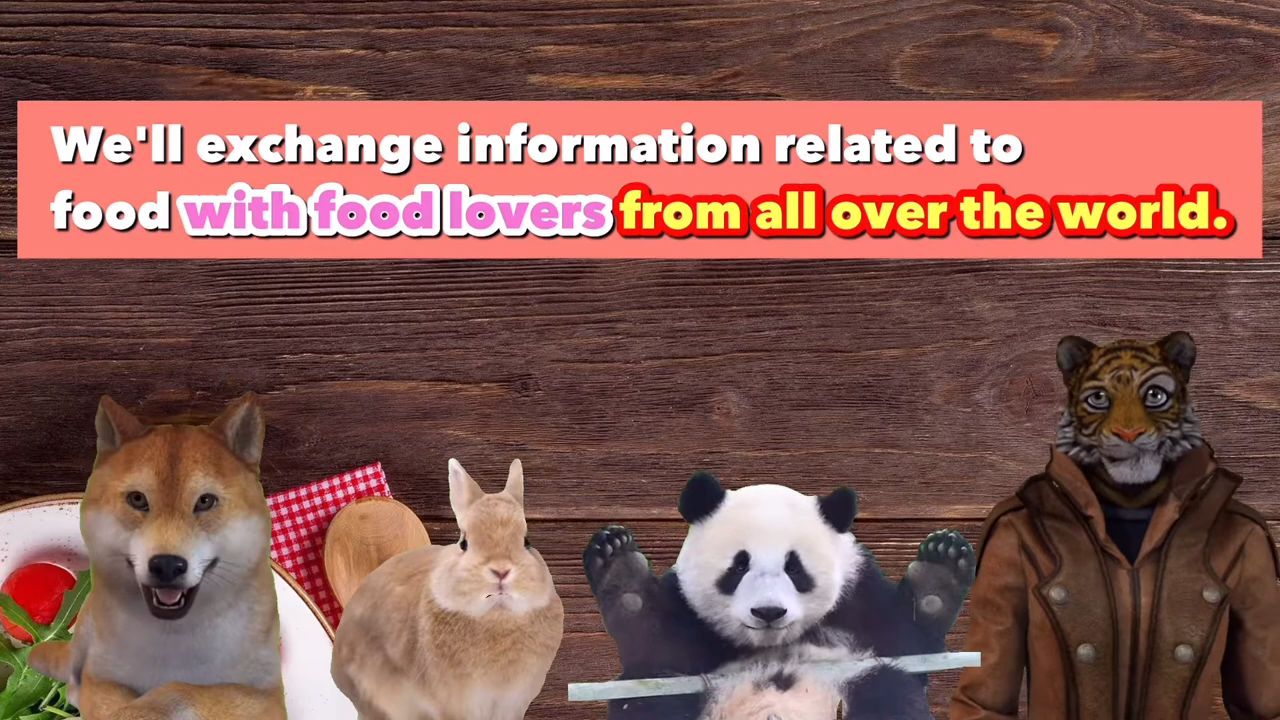 We'll exchange information related to
food with food lovers from all over the world.